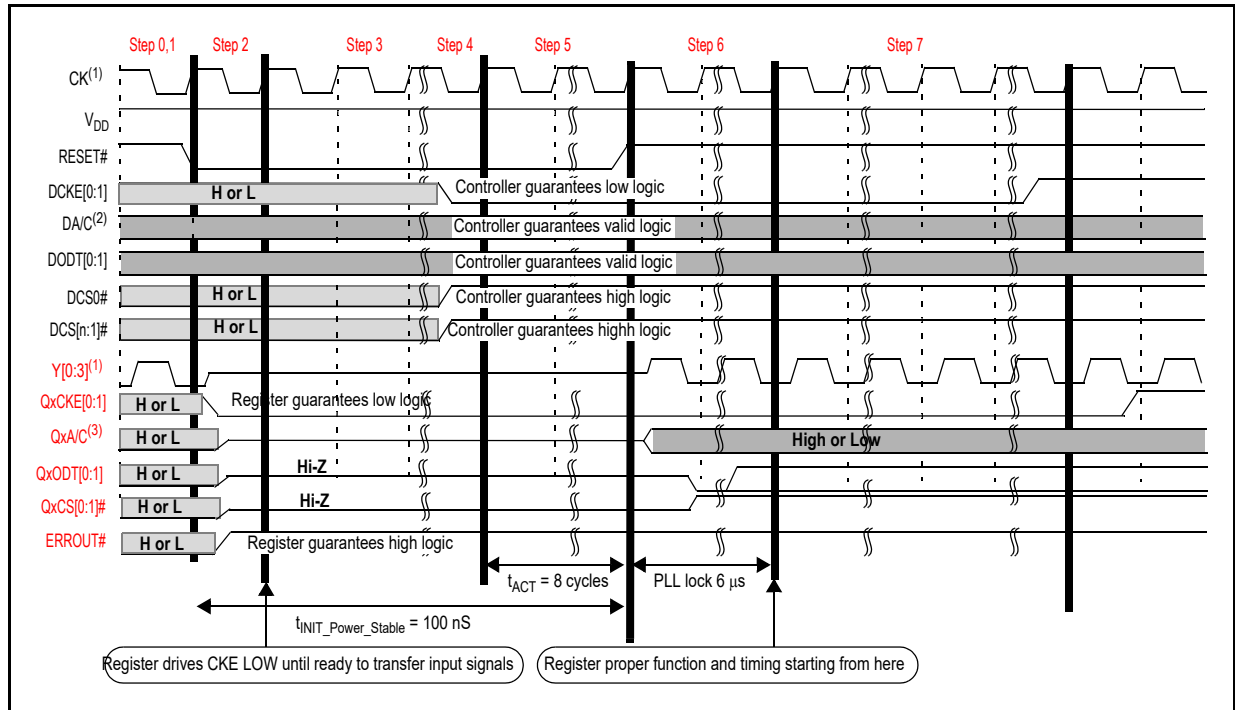 Step 0,1 Step 2 Step 3 Step 4 Step 5 Step 6 Step 7
CK(1)
VDD
RESET#
DCKE[0:1] H or L Controller guarantees low logic
DA/C(2) Controller guarantees valid logic
DODT[0:1] Controller guarantees valid logic
DCS0# H or L Controller guarantees high logic
DCS[n:1]# H or L Controller guarantees highh logic
Y[0:3](1)
QxCKE[0:1] H or L Register guarantees low logic
QxA/C(3) H or L High or Low
QxODT[0:1] H or L Hi-Z
QxCS[0:1]# H or L Hi-Z
ERROUT# H or L Register guarantees high logic
tACT = 8 cycles PLL lock 6 μs
tINIT_Power_Stable = 100 nS
Register drives CKE LOW until ready to transfer input signals Register proper function and timing starting from here